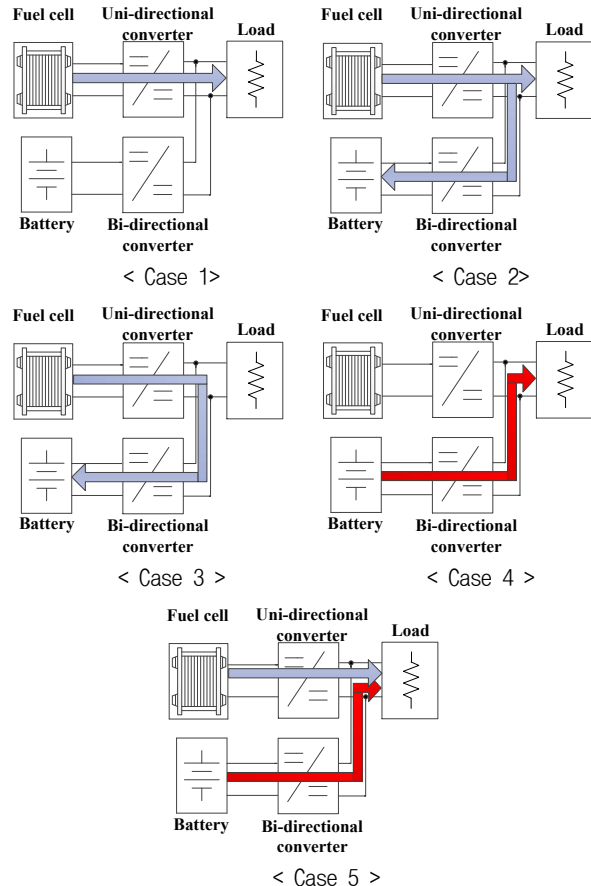 Fuel cell
Uni-directional
converter
Load
Battery
Bi-directional
converter
< Case 1>
Fuel cell
Uni-directional
converter
Load
Battery
Bi-directional
converter
< Case 2>
Fuel cell
Uni-directional
converter
Load
Battery
Bi-directional
converter
< Case 3 >
Fuel cell
Uni-directional
converter
Load
Battery
Bi-directional
converter
< Case 4 >
Fuel cell
Uni-directional
converter
Load
Battery
Bi-directional
converter
< Case 5 >